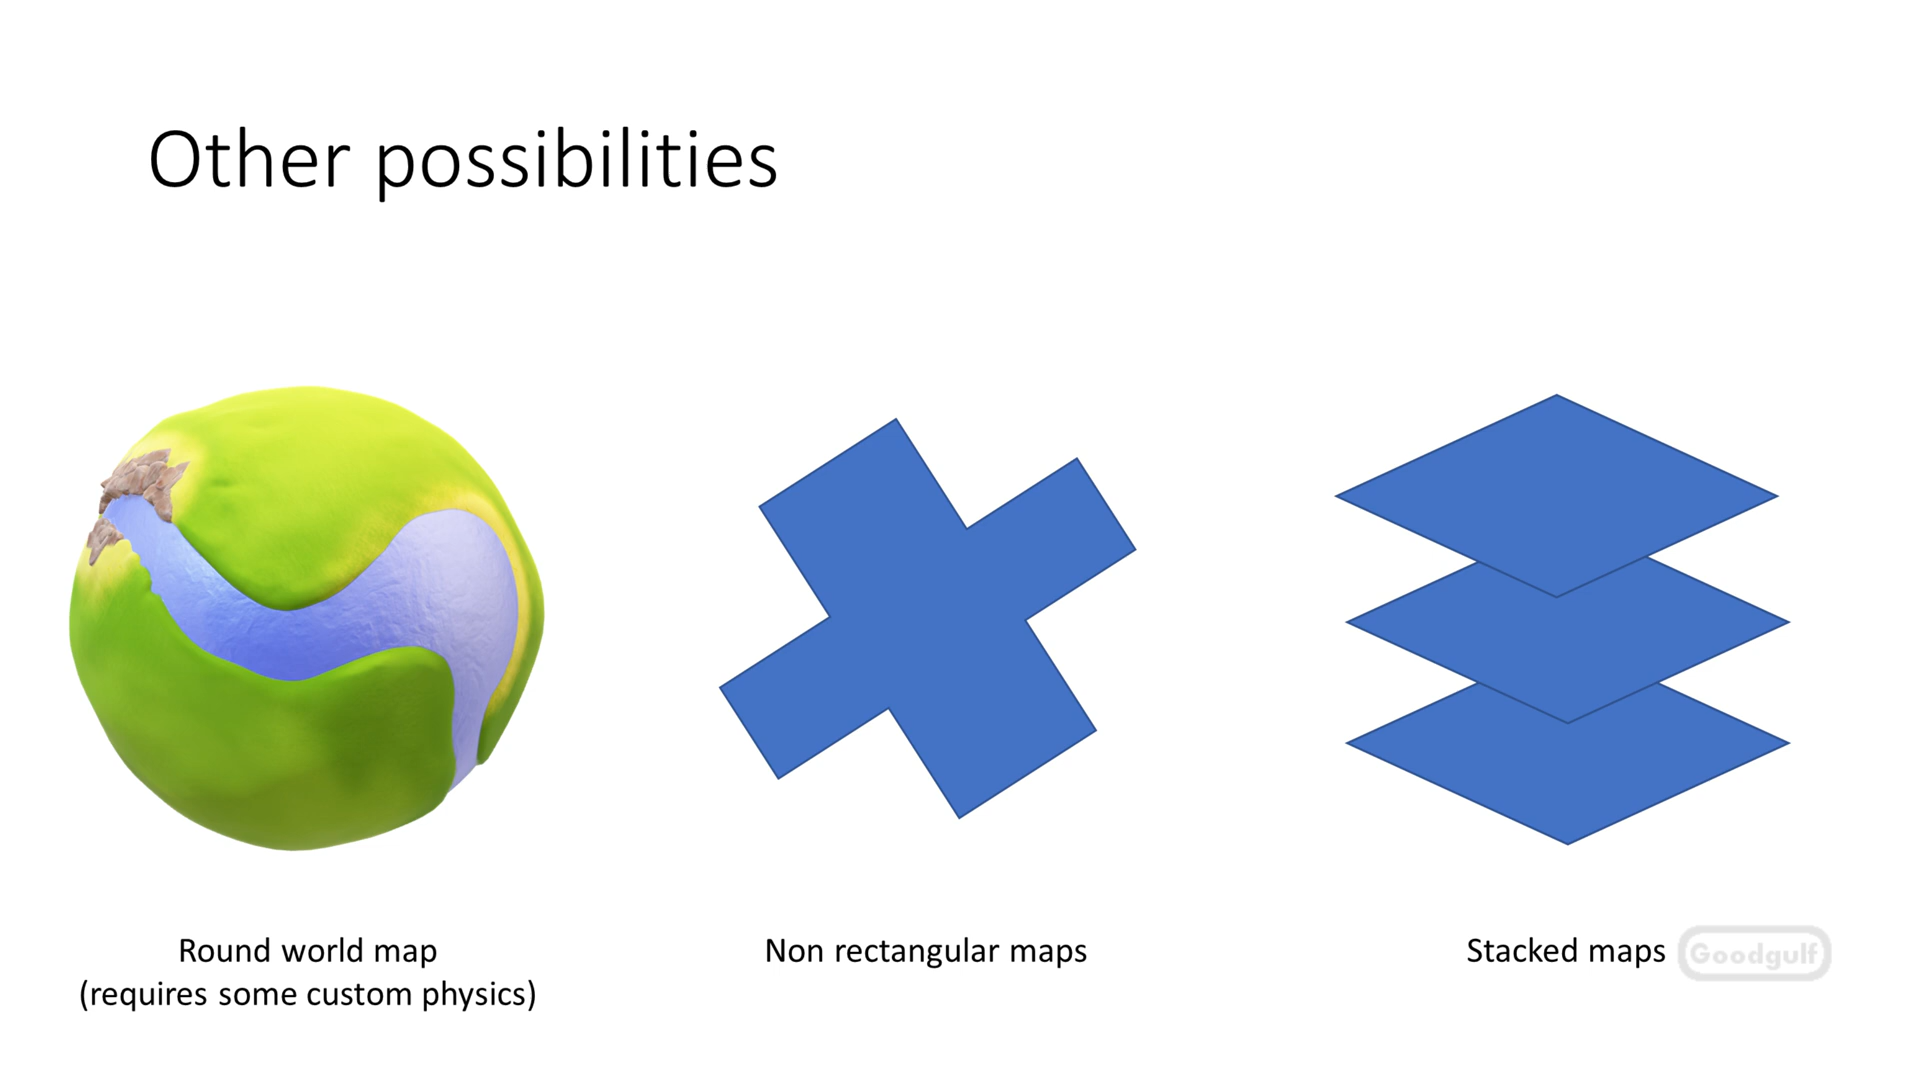 Other possibilities
Round world map
(requires some custom physics)
Non rectangular maps
Stacked maps
Goodgulf